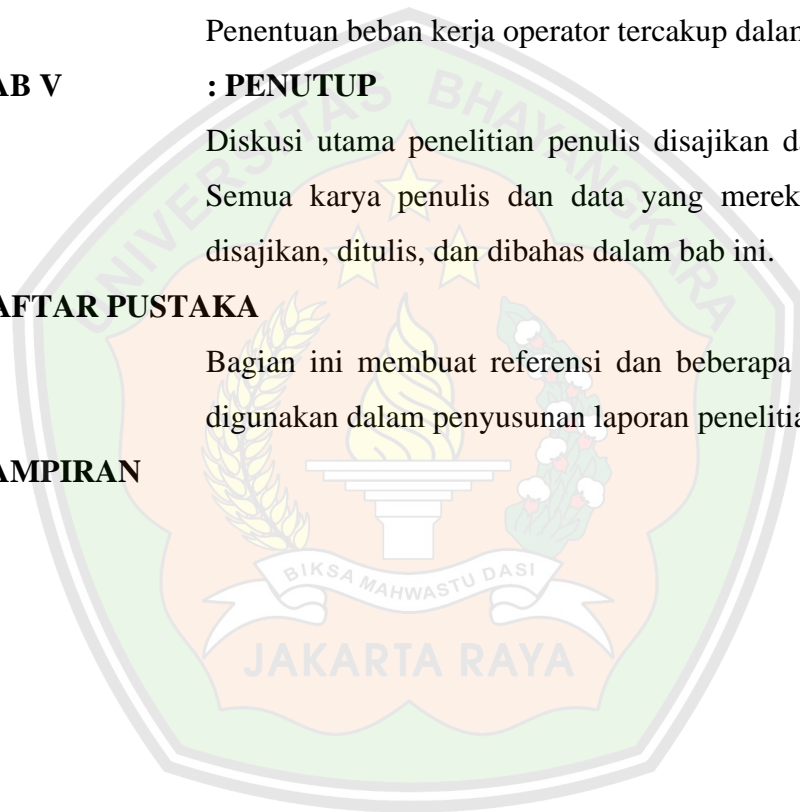 Penentuan beban kerja operator tercakup dalam
AB V : PENUTUP
Diskusi utama penelitian penulis disajikan da
Semua karya penulis dan data yang merek
disajikan, ditulis, dan dibahas dalam bab ini.
AFTAR PUSTAKA
Bagian ini membuat referensi dan beberapa
digunakan dalam penyusunan laporan penelitia
AMPIRAN
UNIVERSITAS BHAYANGKARA
BIKSA MAHWASTU DASI
JAKARTA RAYA